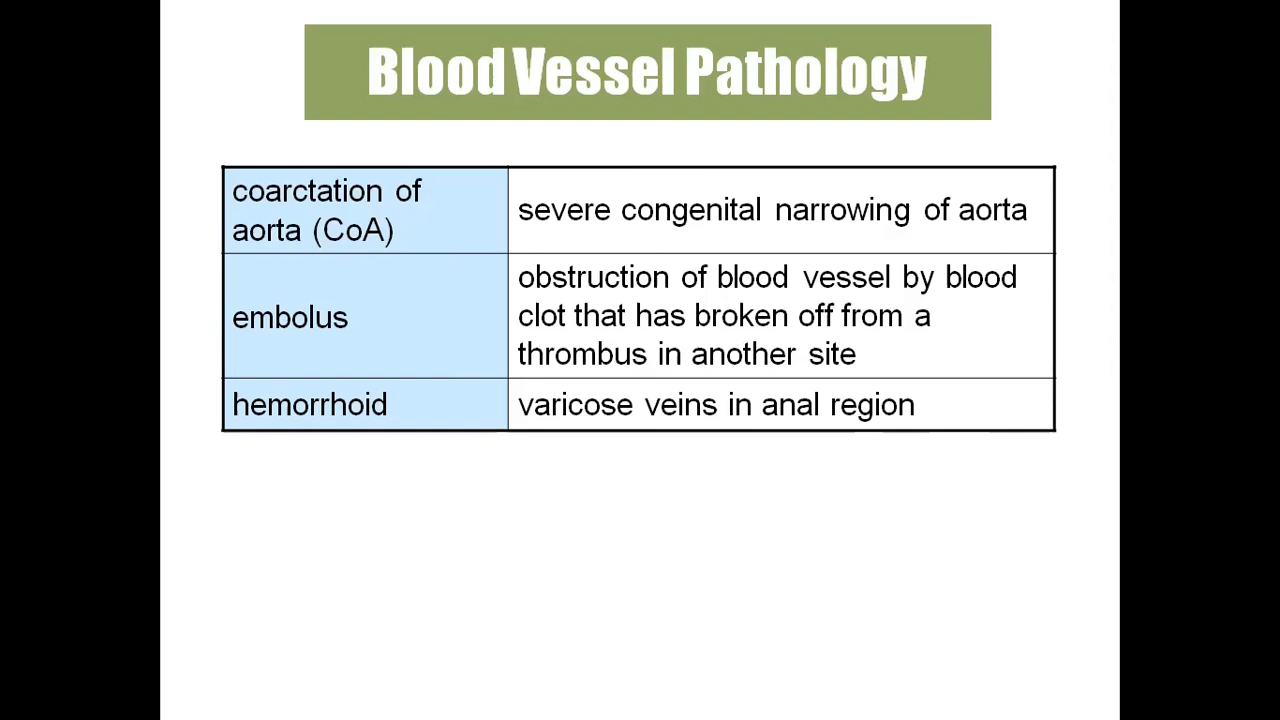 Blood Vessel Pathology
coarctation of
aorta (CoA)
severe congenital narrowing of aorta
embolus
obstruction of blood vessel by blood
clot that has broken off from a
thrombus in another site
hemorrhoid
varicose veins in anal region